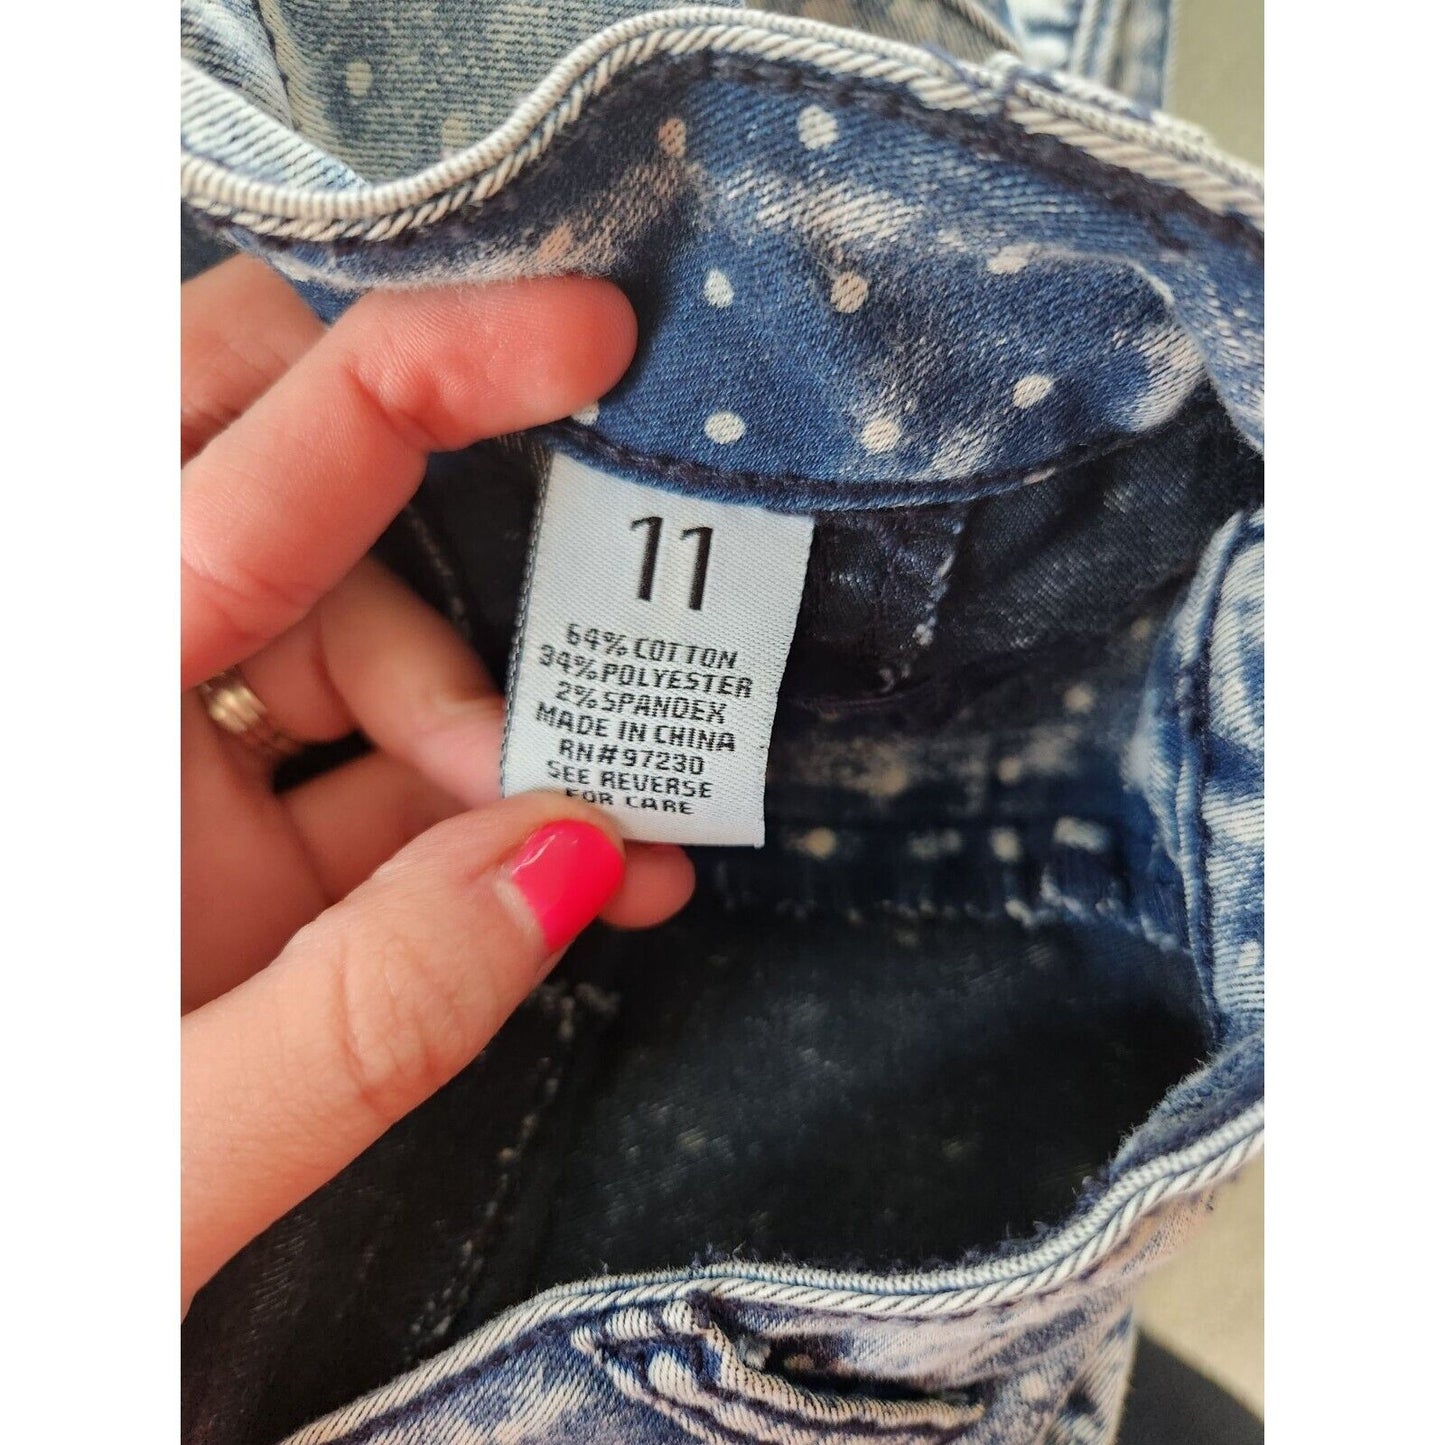 11
64% COTTON
34% POLYESTER
2% SPANDEX
MADE IN CHINA
RN# 97230
SEE REVERSE
FOR CARE